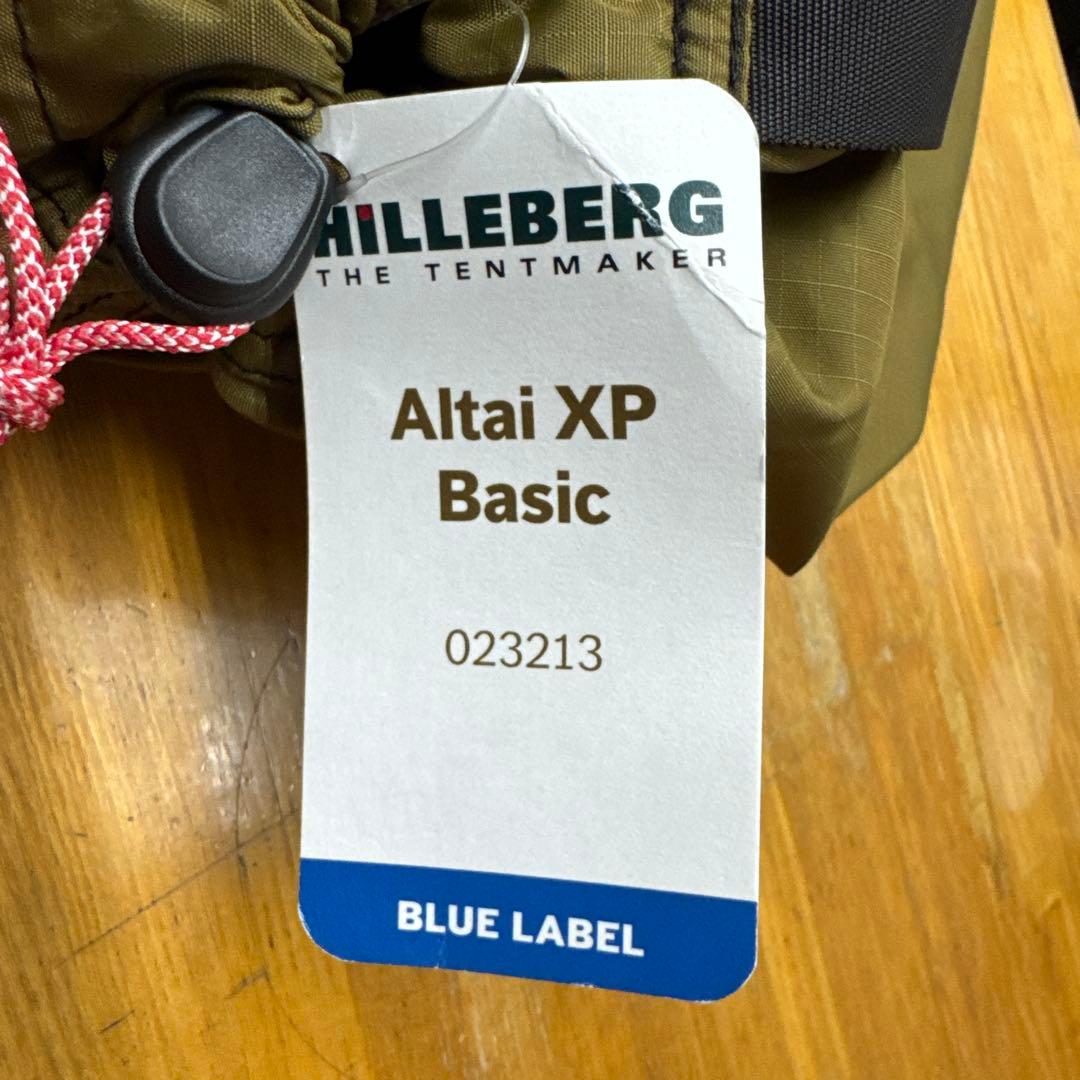 HiLLEBERG
THE TENTMAKER
Altai XP
Basic
023213
BLUE LABEL